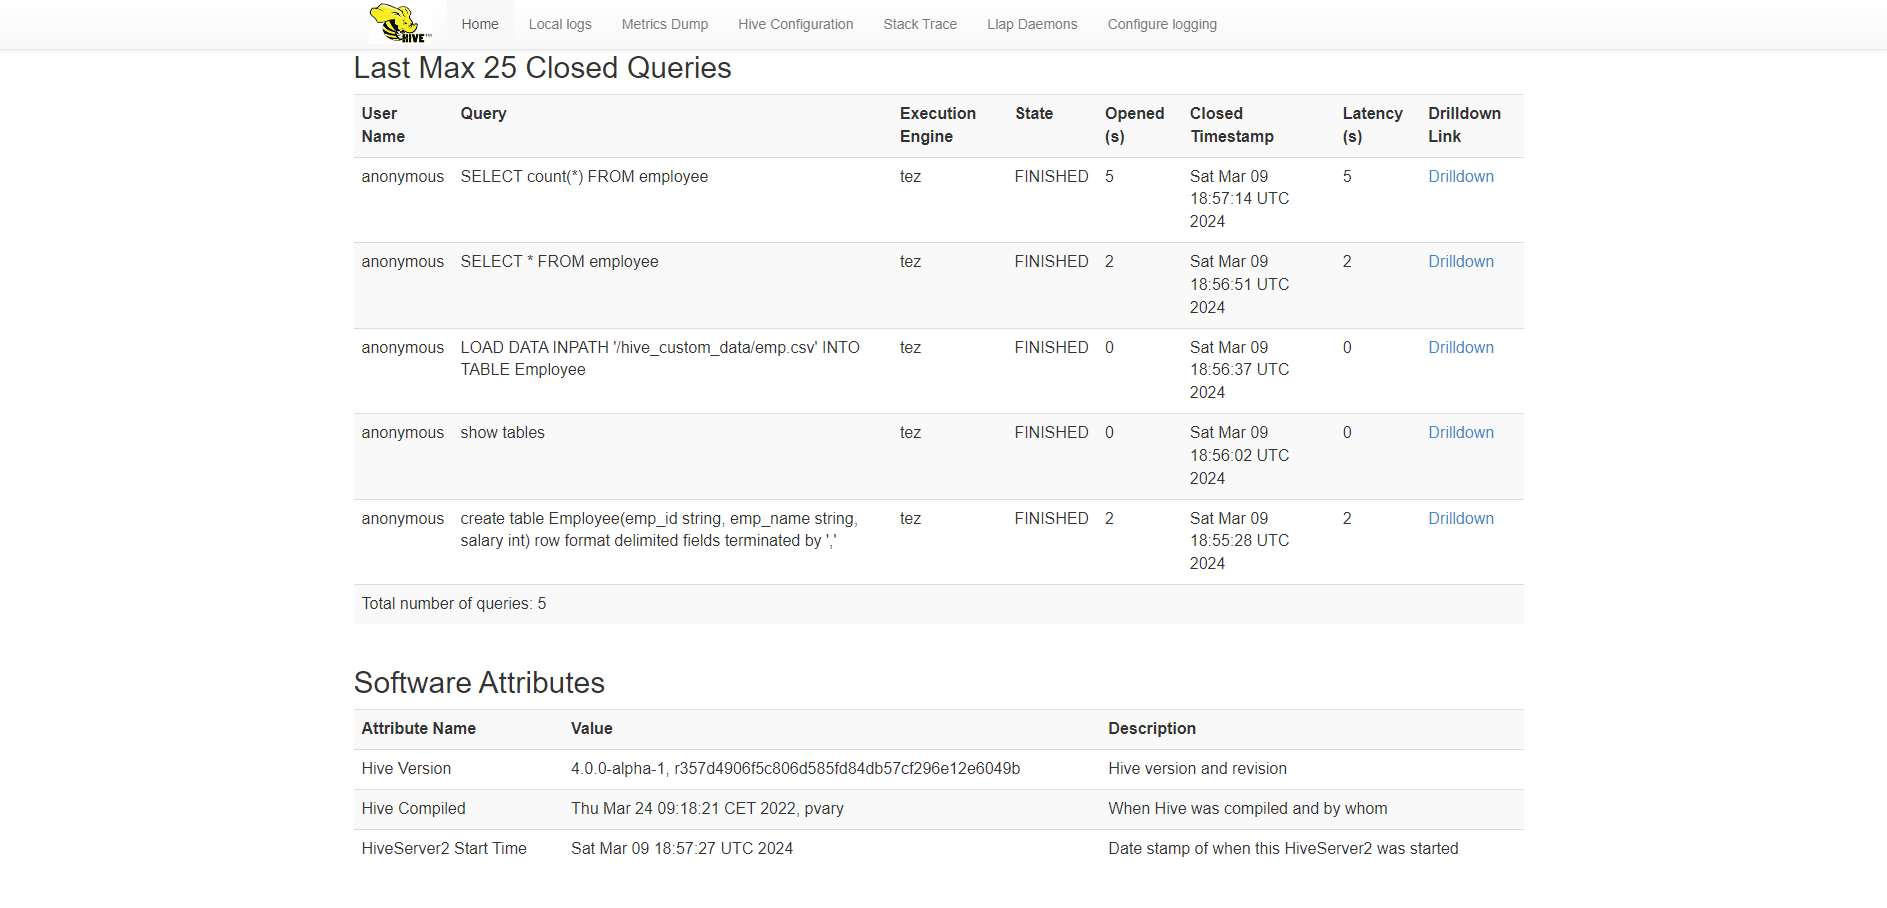 HIVE™
Home Local logs Metrics Dump Hive Configuration Stack Trace Llap Daemons Configure logging
Last Max 25 Closed Queries
User Name Query Execution Engine State Opened (s) Closed Timestamp Latency (s) Drilldown Link
anonymous SELECT count(*) FROM employee tez FINISHED 5 Sat Mar 09 18:57:14 UTC 2024 5 Drilldown
anonymous SELECT * FROM employee tez FINISHED 2 Sat Mar 09 18:56:51 UTC 2024 2 Drilldown
anonymous LOAD DATA INPATH '/hive_custom_data/emp.csv' INTO TABLE Employee tez FINISHED 0 Sat Mar 09 18:56:37 UTC 2024 0 Drilldown
anonymous show tables tez FINISHED 0 Sat Mar 09 18:56:02 UTC 2024 0 Drilldown
anonymous create table Employee(emp_id string, emp_name string, salary int) row format delimited fields terminated by ',' tez FINISHED 2 Sat Mar 09 18:55:28 UTC 2024 2 Drilldown
Total number of queries: 5
Software Attributes
Attribute Name Value Description
Hive Version 4.0.0-alpha-1, r357d4906f5c806d585fd84db57cf296e12e6049b Hive version and revision
Hive Compiled Thu Mar 24 09:18:21 CET 2022, pvary When Hive was compiled and by whom
HiveServer2 Start Time Sat Mar 09 18:57:27 UTC 2024 Date stamp of when this HiveServer2 was started